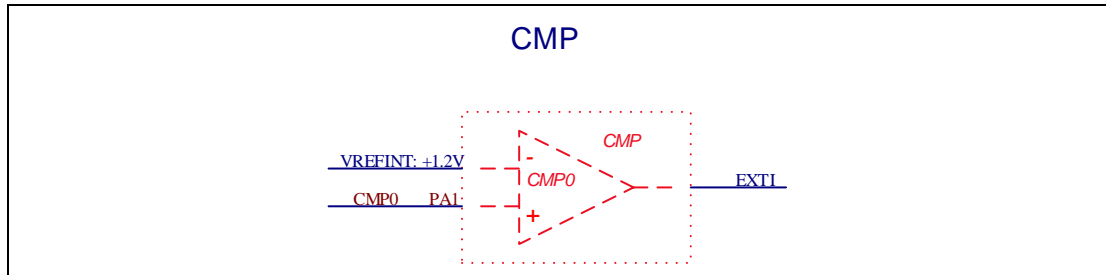 CMP
CMP
VREFINT: +1.2V
-
CMP0
EXTI
CMP0 PA1
+